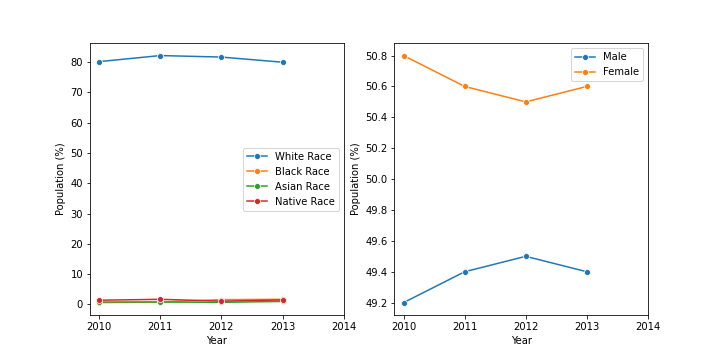 Population (%)
80
70
60
50
40
30
20
10
0
2010 2011 2012 2013 2014
Year
White Race
Black Race
Asian Race
Native Race
Population (%)
50.8
50.6
50.4
50.2
50.0
49.8
49.6
49.4
49.2
2010 2011 2012 2013 2014
Year
Male
Female